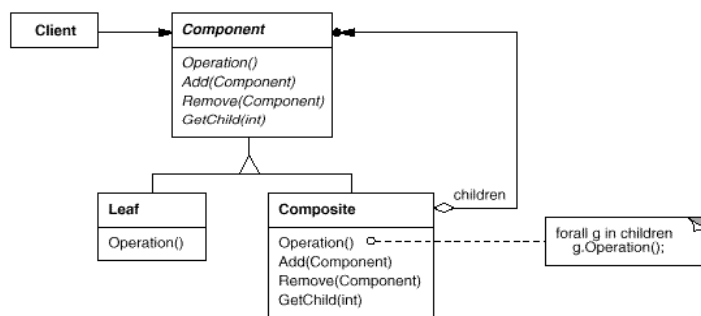 Client
Component
Operation()
Add(Component)
Remove(Component)
GetChild(int)
children
Leaf
Operation()
Composite
Operation()
Add(Component)
Remove(Component)
GetChild(int)
forall g in children
g.Operation();